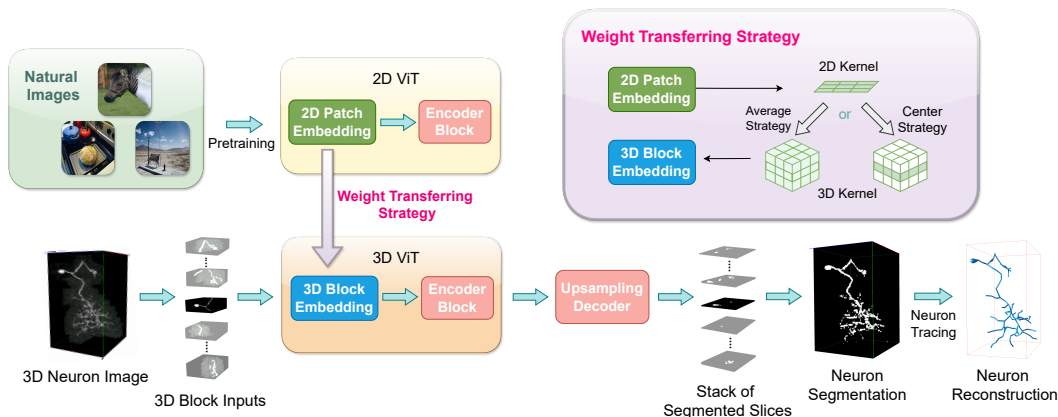 Natural
Images
Pretraining
2D ViT
2D Patch
Embedding
Encoder
Block
Weight Transferring
Strategy
Weight Transferring Strategy
2D Patch
Embedding
2D Kernel
Average
Strategy
or
Center
Strategy
3D Block
Embedding
3D Kernel
3D Neuron Image
3D Block Inputs
3D ViT
3D Block
Embedding
Encoder
Block
Upsampling
Decoder
Stack of
Segmented Slices
Neuron
Segmentation
Neuron
Tracing
Neuron
Reconstruction